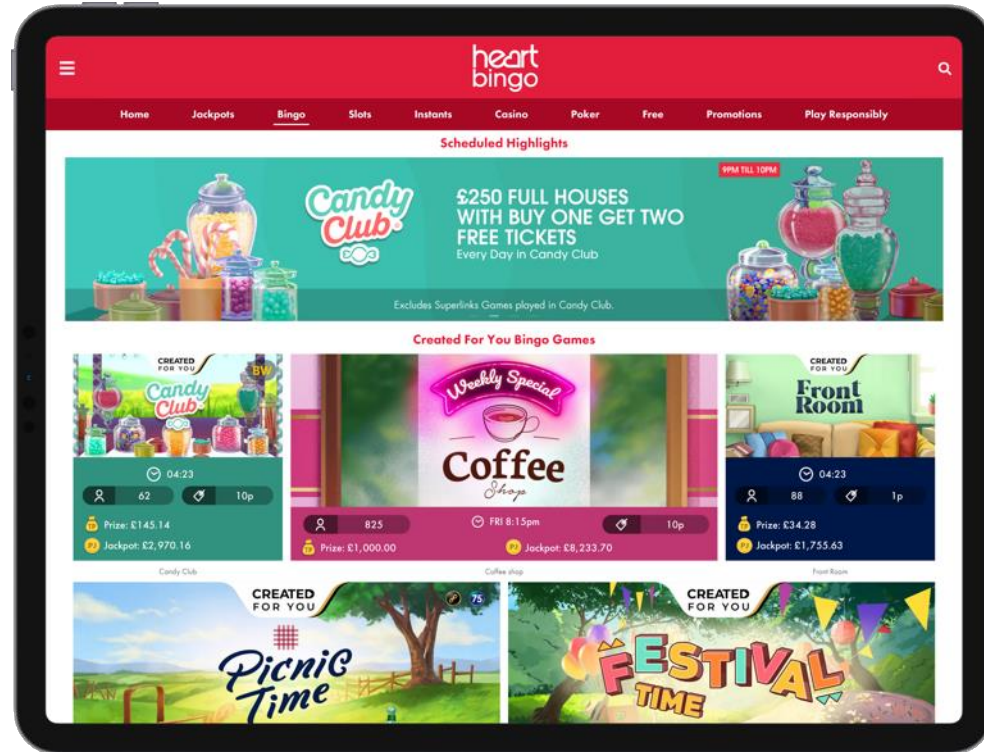 heart
bingo
Home Jackpots Bingo Slots Instants Casino Poker Free Promotions Play Responsibly
Scheduled Highlights
9PM TILL 10PM
Candy
Club
£250 FULL HOUSES
WITH BUY ONE GET TWO
FREE TICKETS
Every Day in Candy Club
Excludes Superlinks Games played in Candy Club.
Created For You Bingo Games
CREATED
FOR YOU
BW
Candy
Club
04:23
62 10p
TP Prize: £145.14
PJ Jackpot: £2,970.16
Candy Club
Weekly Special
Coffee
Shop
825 FRI 8:15pm 10p
TP Prize: £1,000.00 PJ Jackpot: £8,233.70
Coffee shop
CREATED
FOR YOU
Front
Room
04:23
88 1p
TP Prize: £34.28
PJ Jackpot: £1,755.63
Front Room
CREATED
FOR YOU
75
Picnic
Time
CREATED
FOR YOU
FESTIVAL
TIME